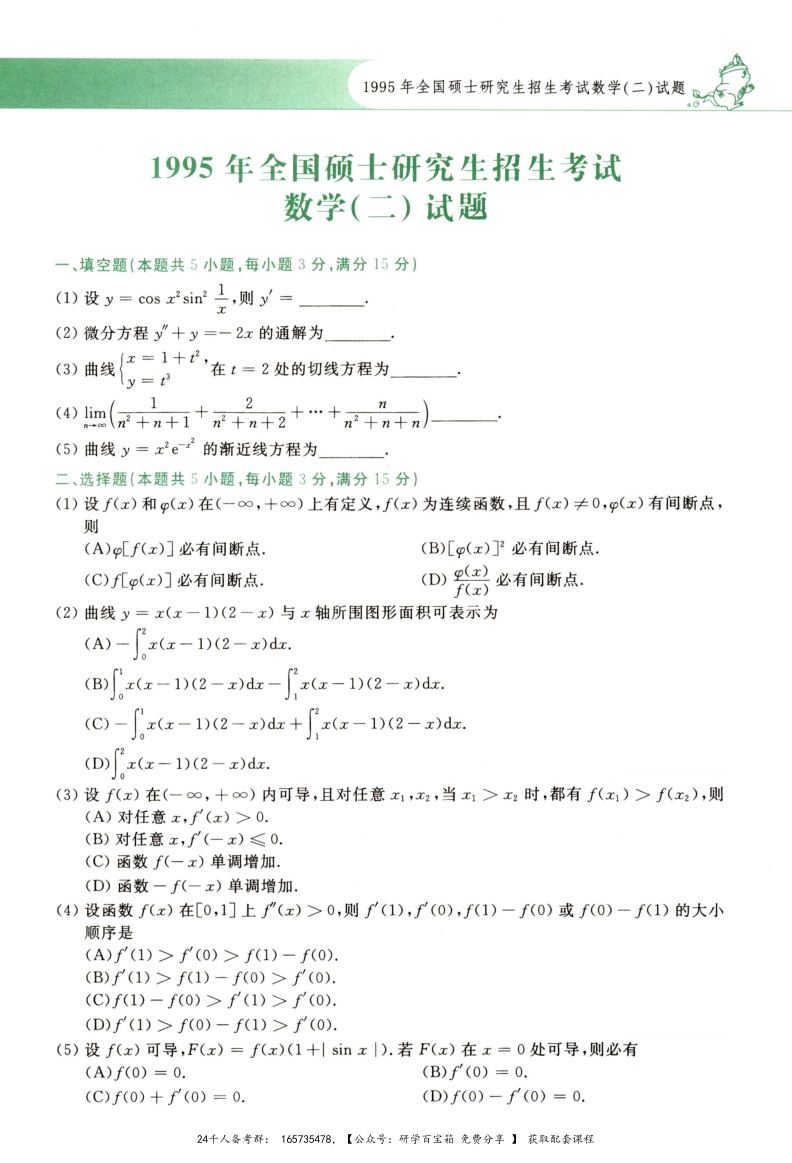 1995 年全国硕士研究生招生考试数学(二)试题
1995 年全国硕士研究生招生考试
数学(二)试题
一、填空题(本题共 5 小题,每小题 3 分,满分 15 分)
(1) 设 y = cos x² sin² 1/x ,则 y′ = ________.
(2) 微分方程 y″ + y = − 2x 的通解为________.
(3) 曲线 { x = 1 + t², y = t³ 在 t = 2 处的切线方程为________.
(4) lim_{n→∞} ( 1/(n² + n + 1) + 2/(n² + n + 2) + ⋯ + n/(n² + n + n) ) ________.
(5) 曲线 y = x² e^{−x²} 的渐近线方程为________.
二、选择题(本题共 5 小题,每小题 3 分,满分 15 分)
(1) 设 f(x) 和 φ(x) 在(−∞,+∞) 上有定义,f(x) 为连续函数,且 f(x) ≠ 0,φ(x) 有间断点,
则
(A)φ[f(x)] 必有间断点. (B)[φ(x)]² 必有间断点.
(C)f[φ(x)] 必有间断点. (D) φ(x)/f(x) 必有间断点.
(2) 曲线 y = x(x − 1)(2 − x) 与 x 轴所围图形面积可表示为
(A) − ∫₀² x(x − 1)(2 − x)dx.
(B) ∫₀¹ x(x − 1)(2 − x)dx − ∫₁² x(x − 1)(2 − x)dx.
(C) − ∫₀¹ x(x − 1)(2 − x)dx + ∫₁² x(x − 1)(2 − x)dx.
(D) ∫₀² x(x − 1)(2 − x)dx.
(3) 设 f(x) 在(−∞, +∞) 内可导,且对任意 x₁,x₂,当 x₁ > x₂ 时,都有 f(x₁) > f(x₂),则
(A) 对任意 x,f′(x) > 0.
(B) 对任意 x,f′(− x) ≤ 0.
(C) 函数 f(− x) 单调增加.
(D) 函数 − f(− x) 单调增加.
(4) 设函数 f(x) 在[0,1] 上 f″(x) > 0,则 f′(1),f′(0),f(1) − f(0) 或 f(0) − f(1) 的大小
顺序是
(A)f′(1) > f′(0) > f(1) − f(0).
(B)f′(1) > f(1) − f(0) > f′(0).
(C)f(1) − f(0) > f′(1) > f′(0).
(D)f′(1) > f(0) − f(1) > f′(0).
(5) 设 f(x) 可导,F(x) = f(x)(1 +| sin x |). 若 F(x) 在 x = 0 处可导,则必有
(A)f(0) = 0. (B)f′(0) = 0.
(C)f(0) + f′(0) = 0. (D)f(0) − f′(0) = 0.
24千人备考群: 165735478, 【公众号: 研学百宝箱 免费分享 】 获取配套课程